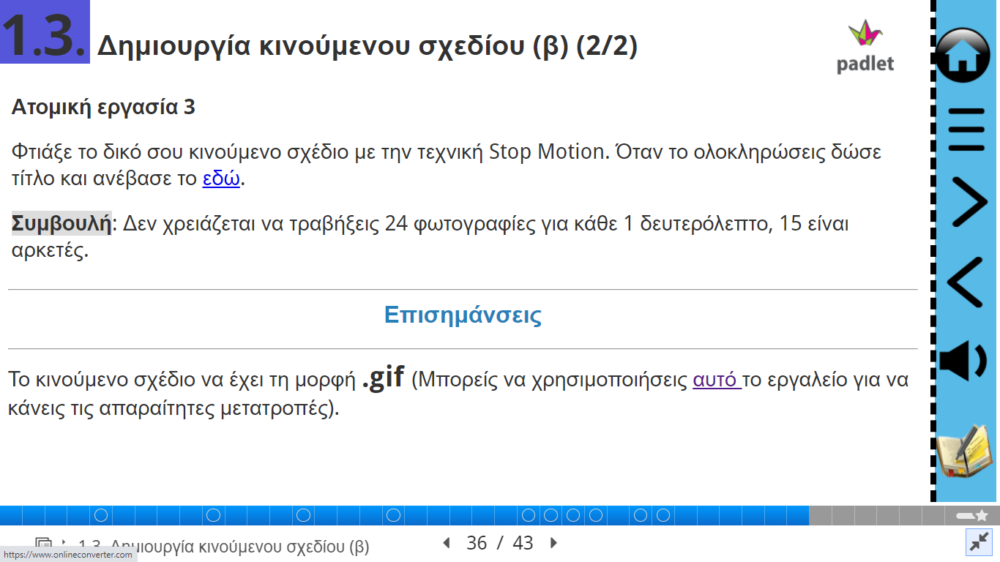 1.3. Δημιουργία κινούμενου σχεδίου (β) (2/2)
padlet
Ατομική εργασία 3
Φτιάξε το δικό σου κινούμενο σχέδιο με την τεχνική Stop Motion. Όταν το ολοκληρώσεις δώσε
τίτλο και ανέβασε το εδώ.
Συμβουλή: Δεν χρειάζεται να τραβήξεις 24 φωτογραφίες για κάθε 1 δευτερόλεπτο, 15 είναι
αρκετές.
Επισημάνσεις
Το κινούμενο σχέδιο να έχει τη μορφή .gif (Μπορείς να χρησιμοποιήσεις αυτό το εργαλείο για να
κάνεις τις απαραίτητες μετατροπές).
1.3. Δημιουργία κινούμενου σχεδίου (β)
36 / 43
https://www.onlineconverter.com